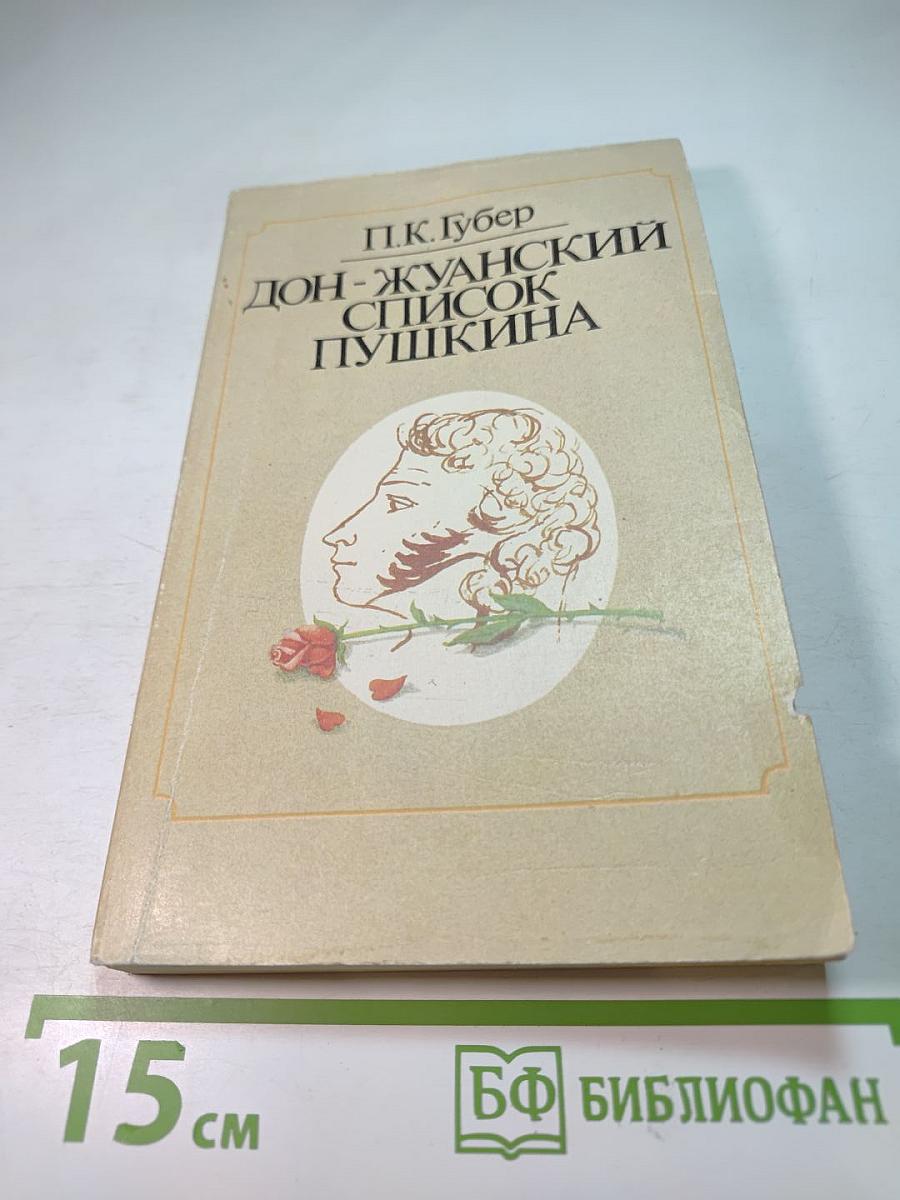 П.К.Губер
ДОН-ЖУАНСКИЙ
СПИСОК
ПУШКИНА
15 см
БФ БИБЛИОФАН